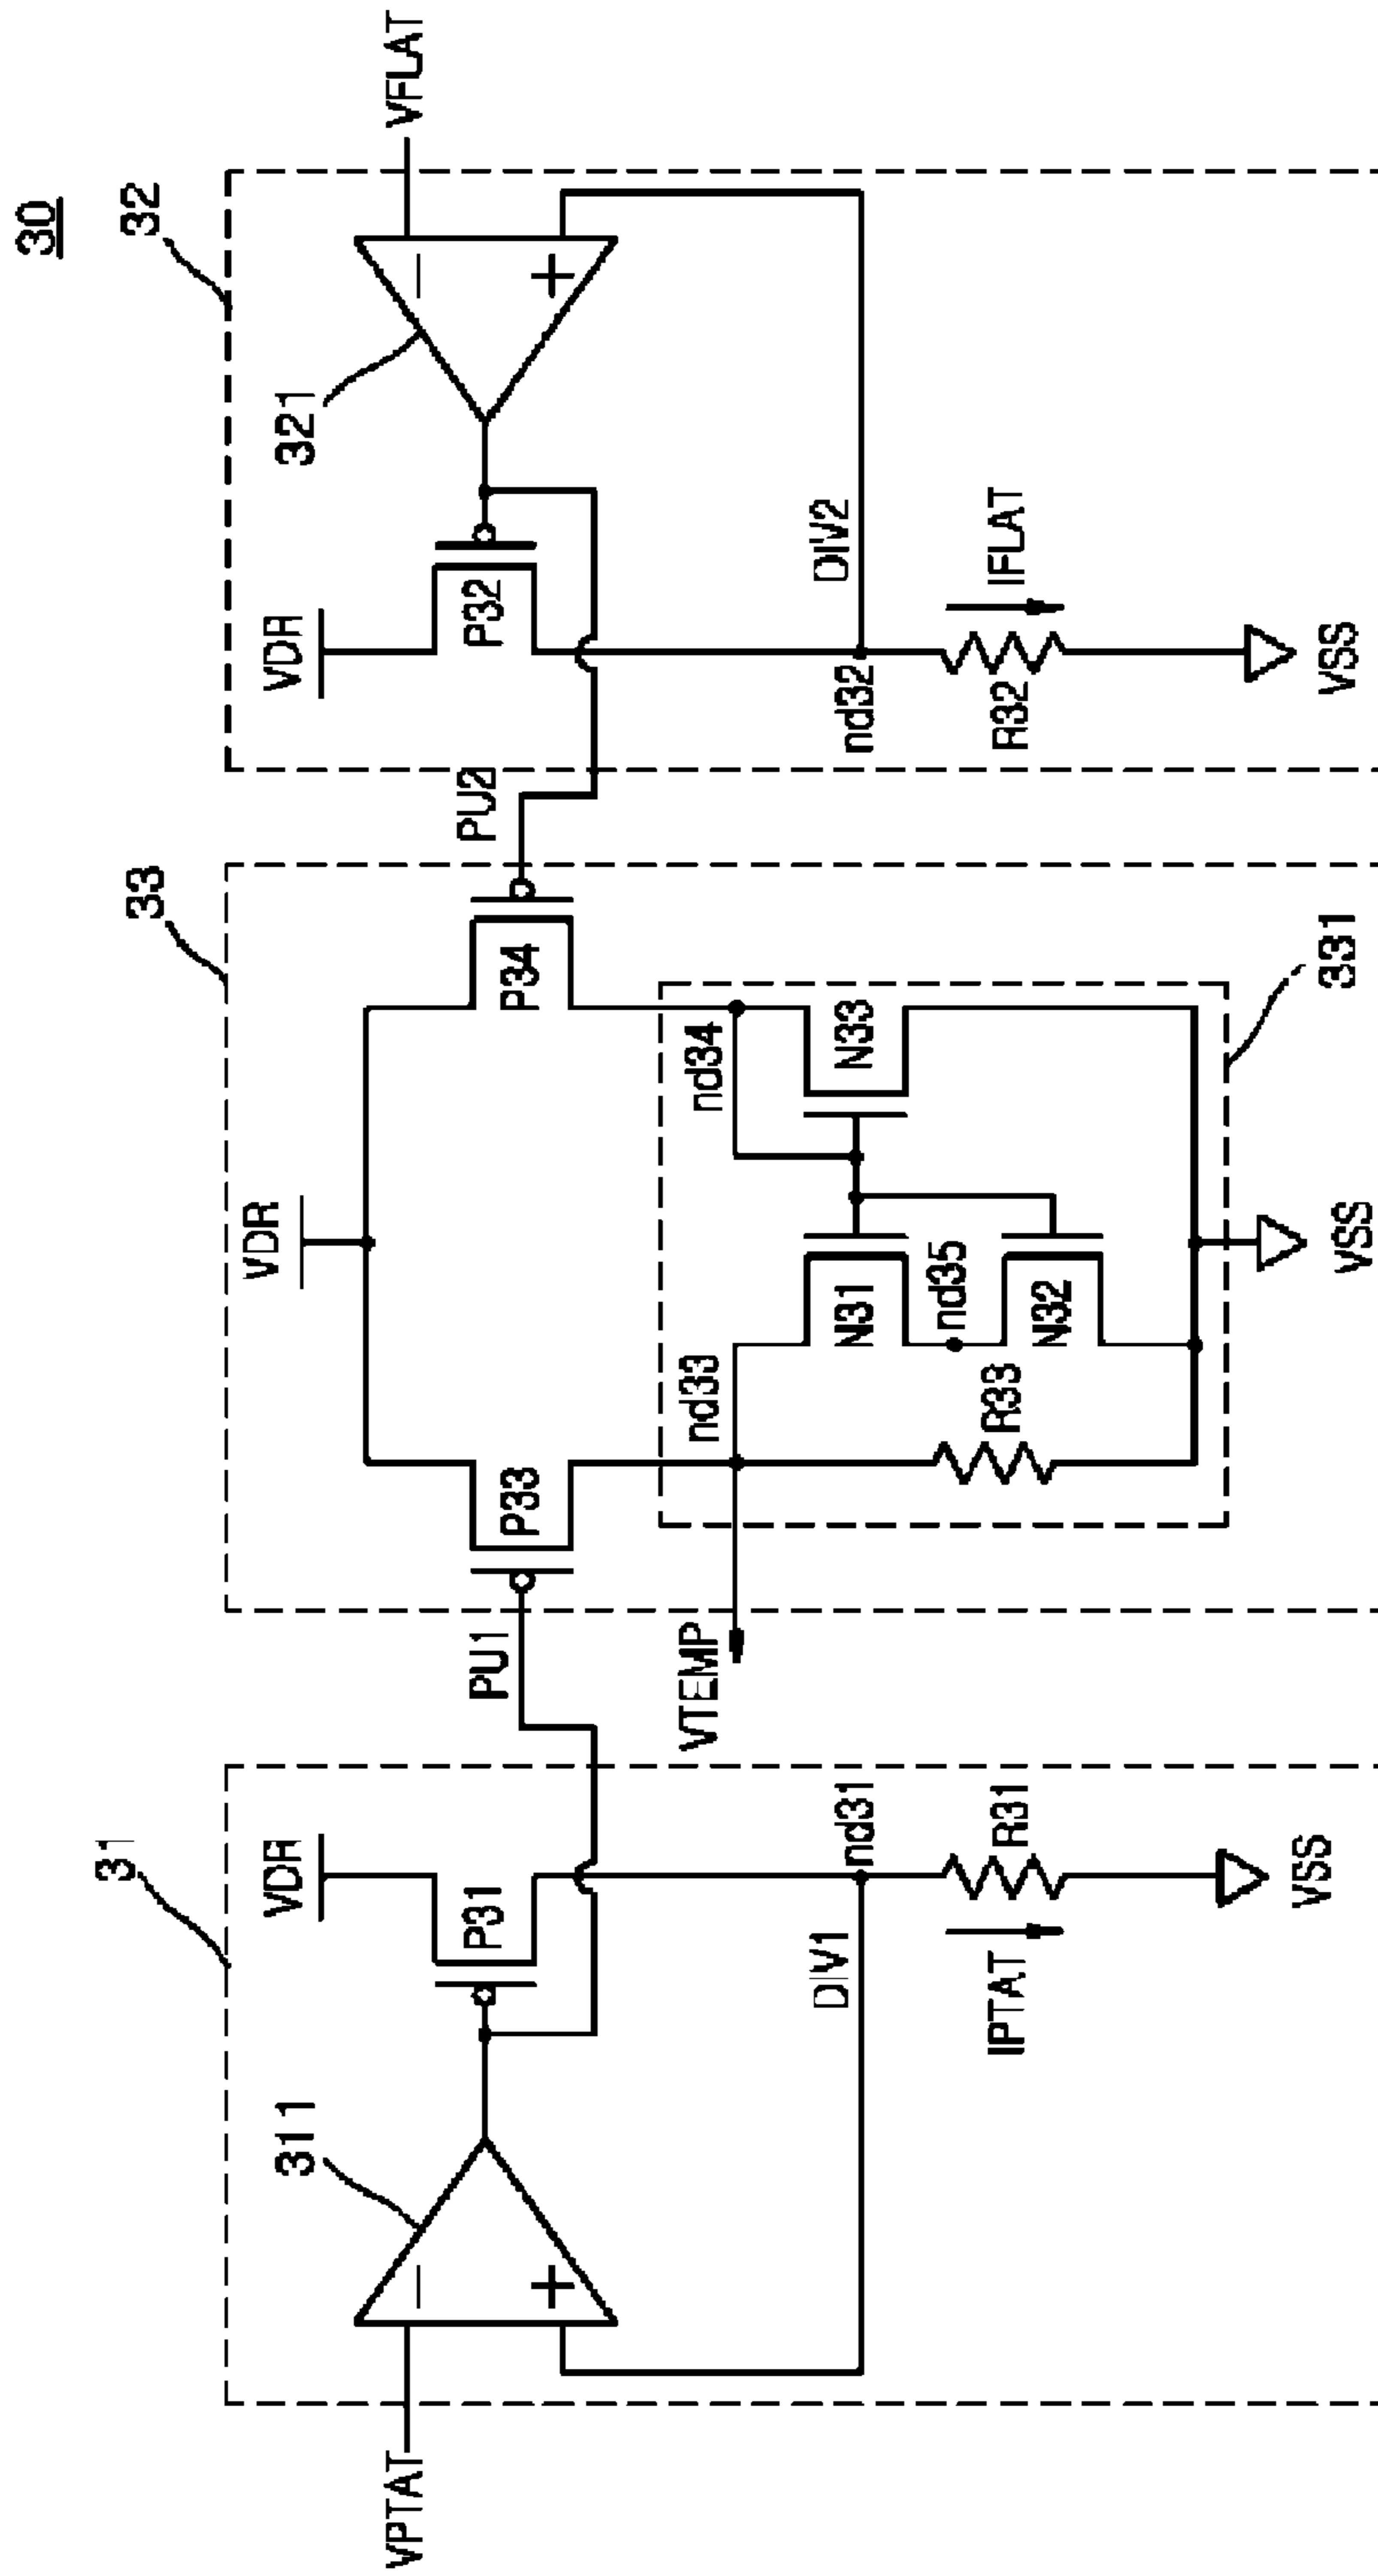 30
31
311
VPTAT
−
+
VDR
P31
PU1
DIV1
nd31
IPTAT
R31
VSS
33
VDR
P33
P34
VTEMP
nd33
nd34
R33
N31
N32
N33
nd35
331
VSS
32
321
VFLAT
−
+
VDR
P32
PU2
DIV2
nd32
R32
IFLAT
VSS